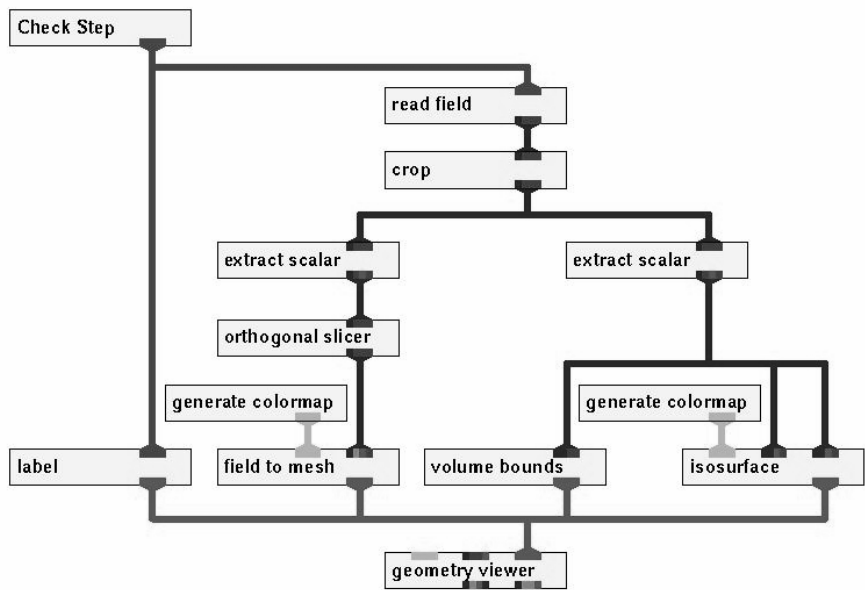 Check Step
read field
crop
extract scalar
extract scalar
orthogonal slicer
generate colormap
generate colormap
label
field to mesh
volume bounds
isosurface
geometry viewer